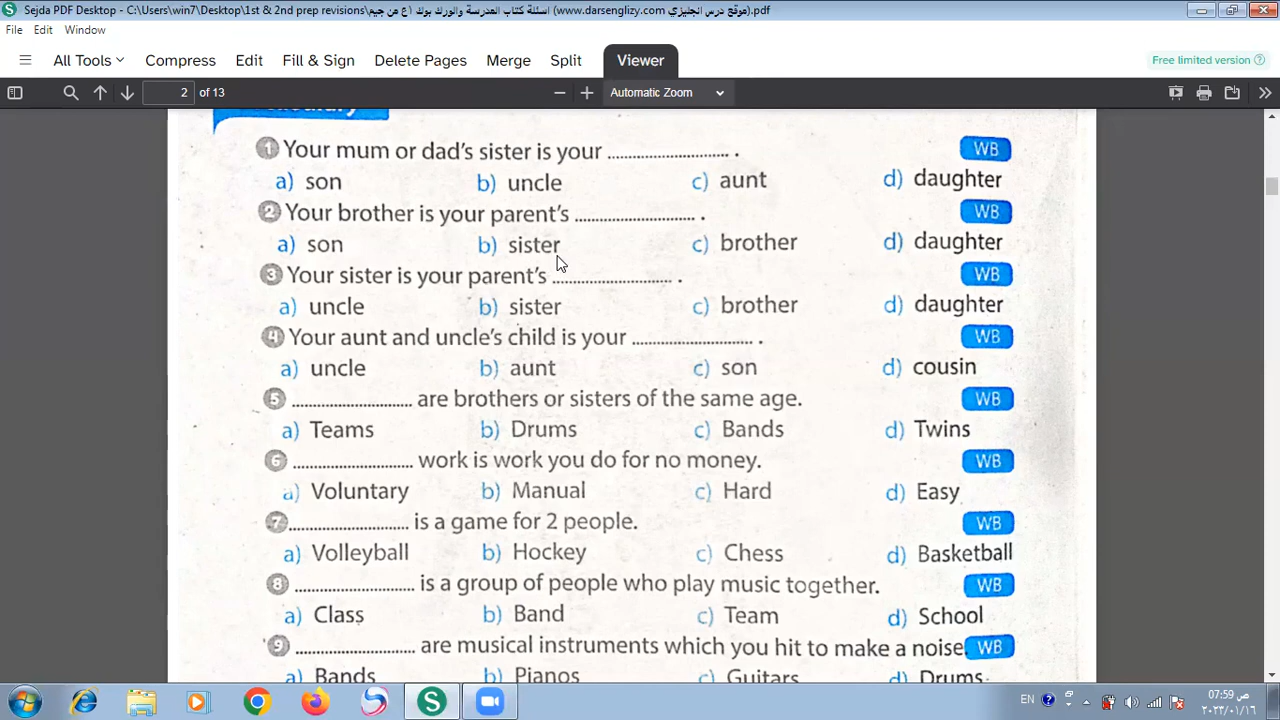 Sejda PDF Desktop - C:\Users\win7\Desktop\1st & 2nd prep revisions\اسئلة كتاب المدرسة والورك بوك ١ع من جيم (www.darsenglizy.com موقع درس انجليزي).pdf
File Edit Window
All Tools Compress Edit Fill & Sign Delete Pages Merge Split Viewer Free limited version
2 of 13 Automatic Zoom
1 Your mum or dad's sister is your ............................ . WB
a) son b) uncle c) aunt d) daughter
2 Your brother is your parent's ............................ . WB
a) son b) sister c) brother d) daughter
3 Your sister is your parent's ............................ . WB
a) uncle b) sister c) brother d) daughter
4 Your aunt and uncle's child is your ............................ . WB
a) uncle b) aunt c) son d) cousin
5 ............................ are brothers or sisters of the same age. WB
a) Teams b) Drums c) Bands d) Twins
6 ............................ work is work you do for no money. WB
a) Voluntary b) Manual c) Hard d) Easy
7 ............................ is a game for 2 people. WB
a) Volleyball b) Hockey c) Chess d) Basketball
8 ............................ is a group of people who play music together. WB
a) Class b) Band c) Team d) School
9 ............................ are musical instruments which you hit to make a noise. WB
a) Bands b) Pianos c) Guitars d) Drums
EN 07:59 ص
٢٠٢٣/٠١/١٦